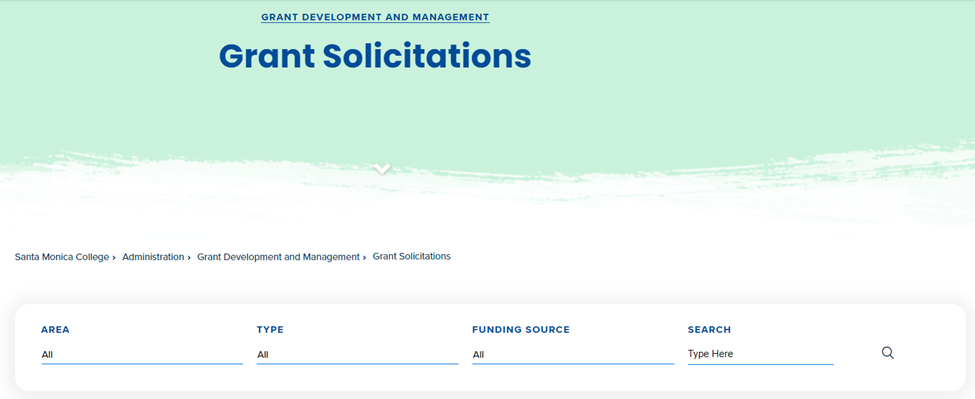 GRANT DEVELOPMENT AND MANAGEMENT
Grant Solicitations
Santa Monica College › Administration › Grant Development and Management › Grant Solicitations
AREA TYPE FUNDING SOURCE SEARCH
All All All Type Here